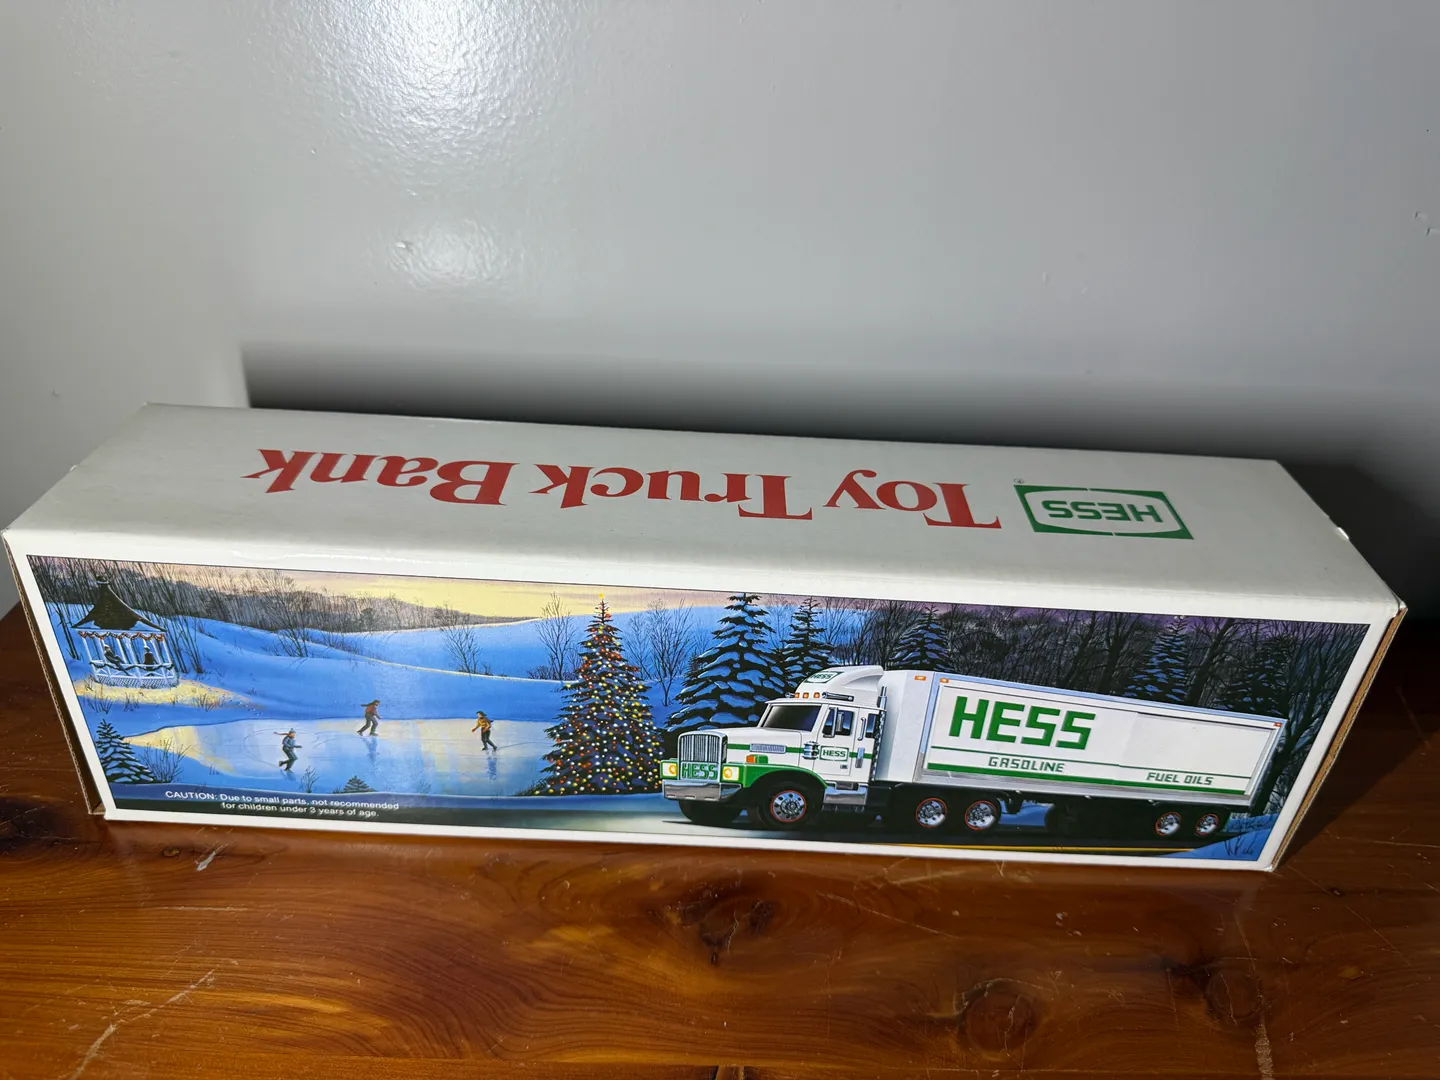 HESS®
Toy Truck Bank
HESS
HESS
HESS
HESS
GASOLINE
FUEL OILS
CAUTION: Due to small parts, not recommended
for children under 3 years of age.